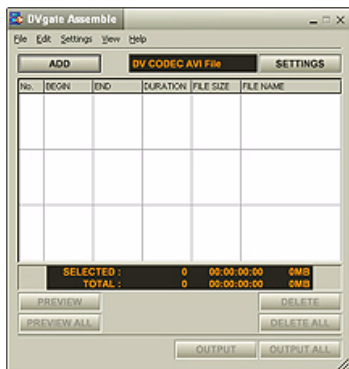 DVgate Assemble
File Edit Settings View Help
ADD DV CODEC AVI File SETTINGS
No. BEGIN END DURATION FILE SIZE FILE NAME
SELECTED : 0 00:00:00:00 0MB
TOTAL : 0 00:00:00:00 0MB
PREVIEW DELETE
PREVIEW ALL DELETE ALL
OUTPUT OUTPUT ALL